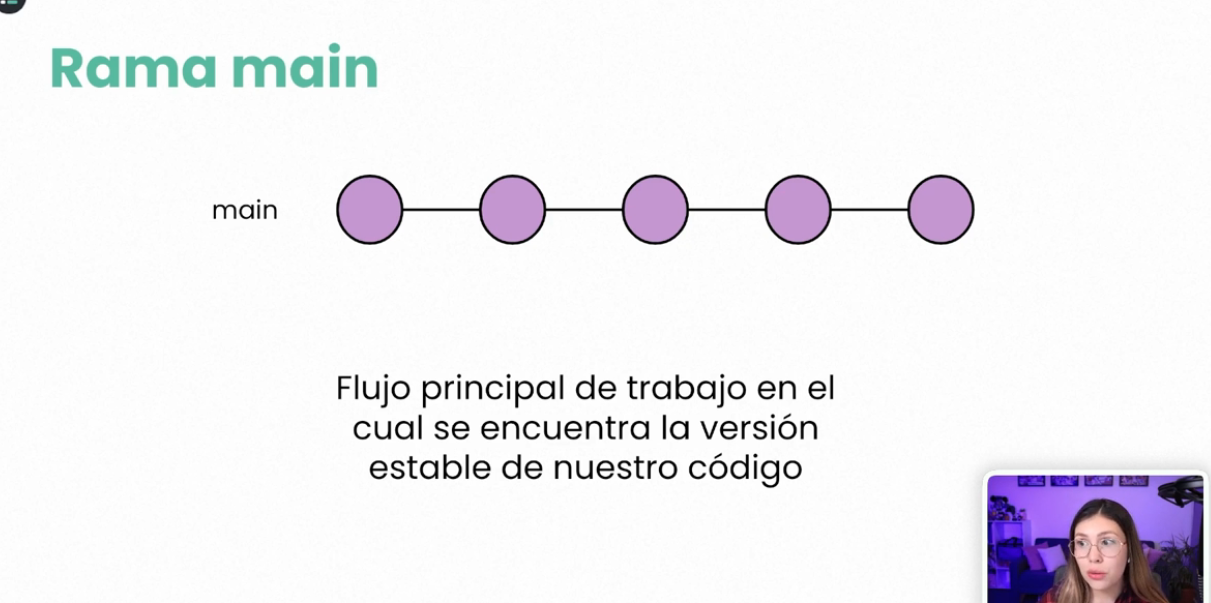 Rama main
main
Flujo principal de trabajo en el
cual se encuentra la versión
estable de nuestro código